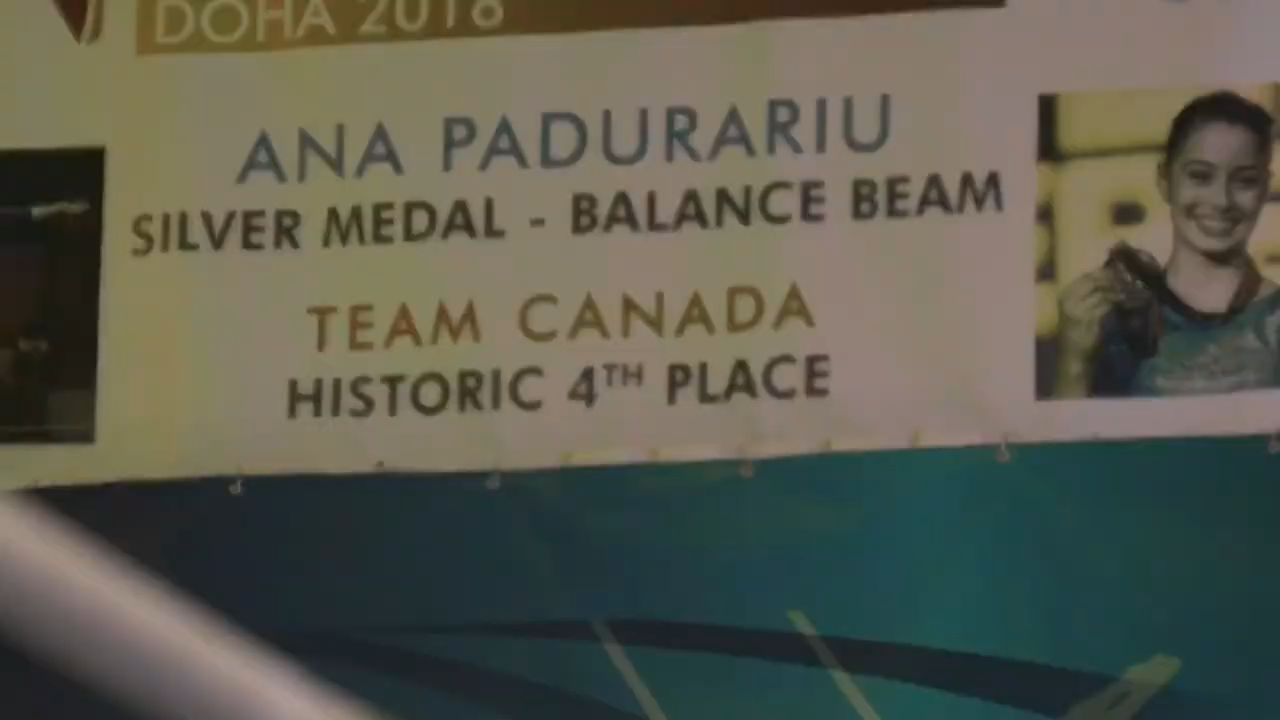 DOHA 2018
ANA PADURARIU
SILVER MEDAL - BALANCE BEAM
TEAM CANADA
HISTORIC 4TH PLACE